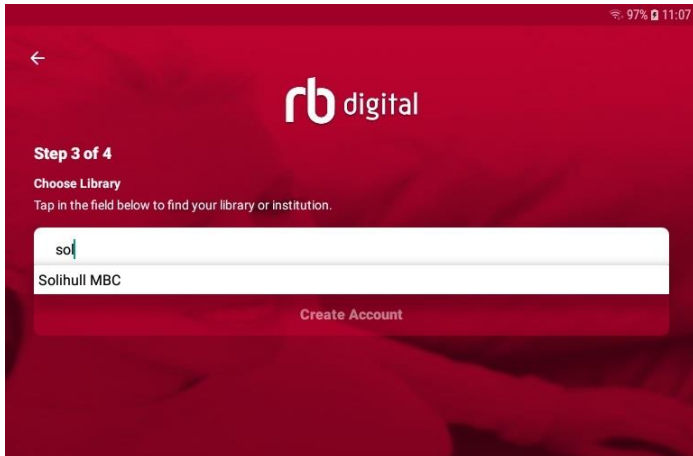 97% 11:07
rb digital
Step 3 of 4
Choose Library
Tap in the field below to find your library or institution.
sol
Solihull MBC
Create Account